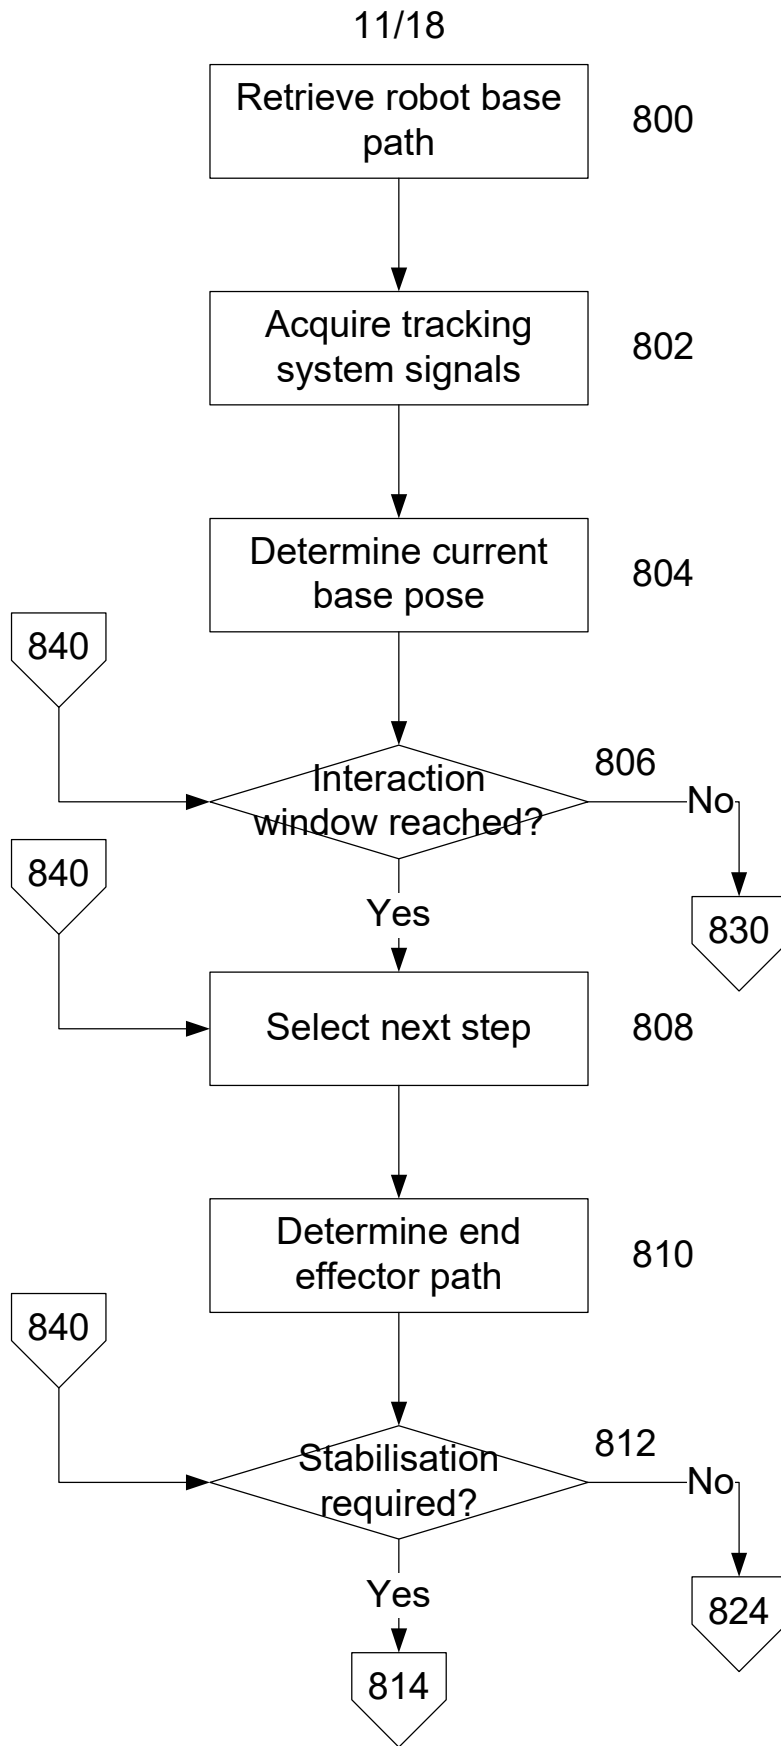 11/18
Retrieve robot base
path
800
Acquire tracking
system signals
802
Determine current
base pose
804
840
Interaction
window reached?
806
No
840
Yes
830
Select next step
808
Determine end
effector path
810
840
Stabilisation
required?
812
No
Yes
824
814